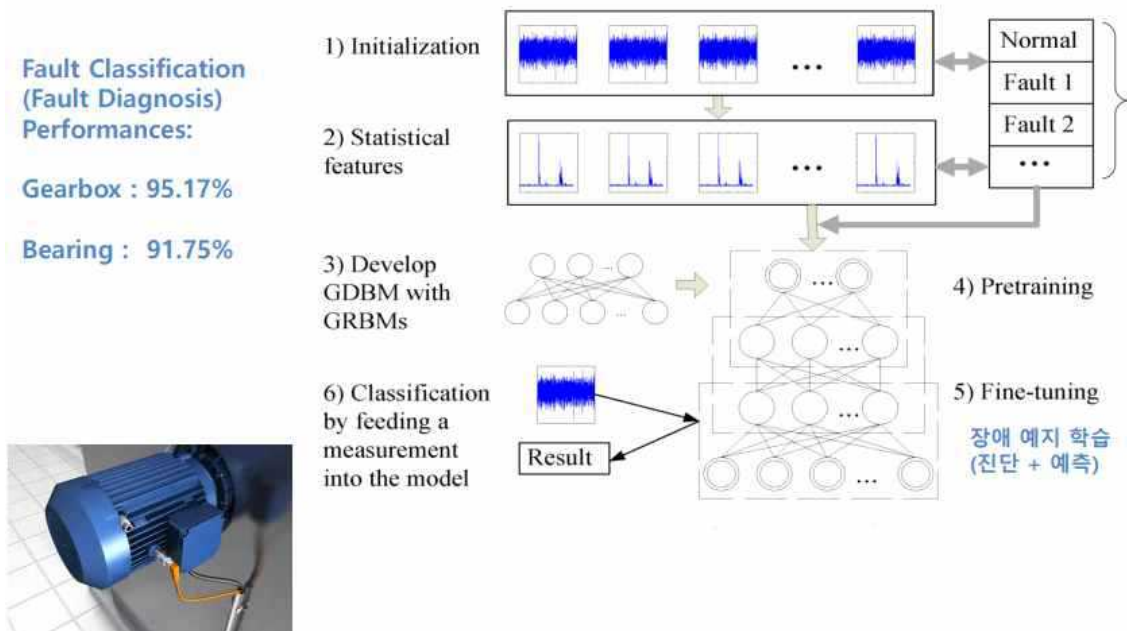 Fault Classification
(Fault Diagnosis)
Performances:
Gearbox : 95.17%
Bearing : 91.75%
1) Initialization
...
Normal
Fault 1
Fault 2
...
2) Statistical
features
...
3) Develop
GDBM with
GRBMs
...
...
...
4) Pretraining
...
6) Classification
by feeding a
measurement
into the model
Result
...
...
5) Fine-tuning
장애 예지 학습
(진단 + 예측)